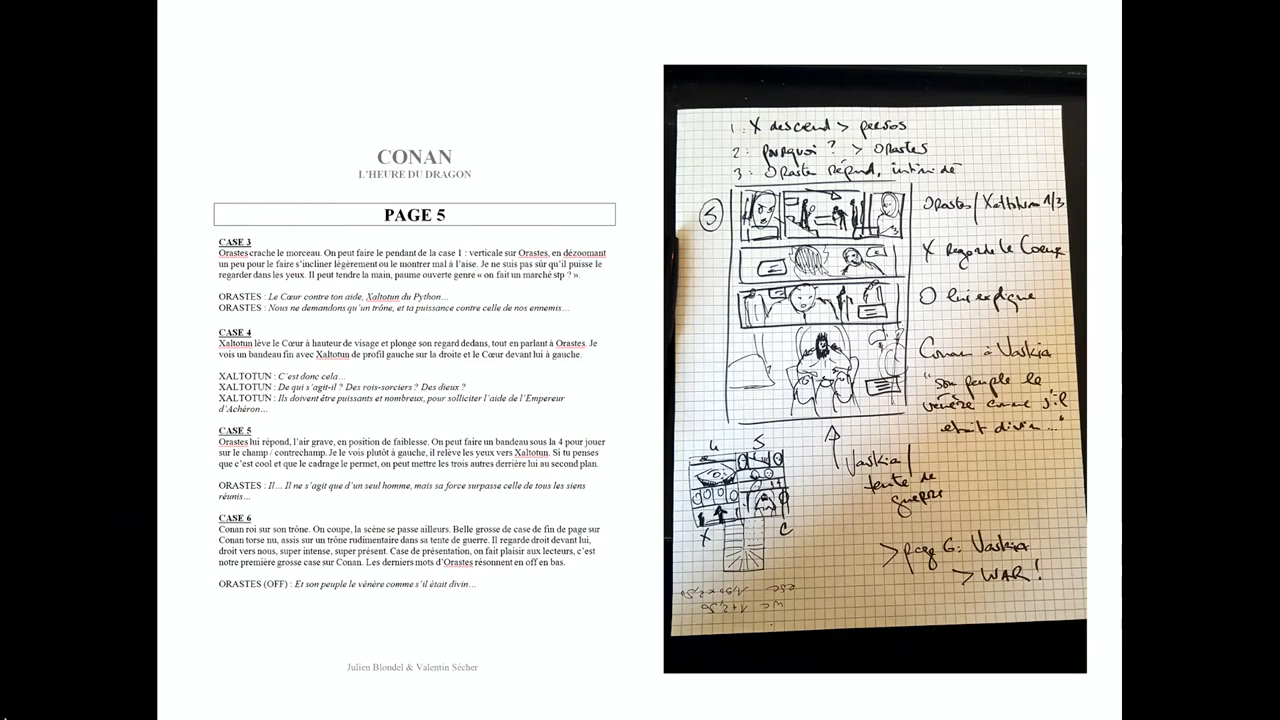 CONAN
L'HEURE DU DRAGON
PAGE 5
CASE 3
Orastes crache le morceau. On peut faire le pendant de la case 1 : verticale sur Orastes, en dézoomant
un peu pour le faire s'incliner légèrement ou le montrer mal à l'aise. Je ne suis pas sûr qu'il puisse le
regarder dans les yeux. Il peut tendre la main, paume ouverte genre « on fait un marché stp ? ».
ORASTES : Le Cœur contre ton aide, Xaltotun du Python…
ORASTES : Nous ne demandons qu'un trône, et ta puissance contre celle de nos ennemis…
CASE 4
Xaltotun lève le Cœur à hauteur de visage et plonge son regard dedans, tout en parlant à Orastes. Je
vois un bandeau fin avec Xaltotun de profil gauche sur la droite et le Cœur devant lui à gauche.
XALTOTUN : C'est donc cela…
XALTOTUN : De qui s'agit-il ? Des rois-sorciers ? Des dieux ?
XALTOTUN : Ils doivent être puissants et nombreux, pour solliciter l'aide de l'Empereur
d'Achéron…
CASE 5
Orastes lui répond, l'air grave, en position de faiblesse. On peut faire un bandeau sous la 4 pour jouer
sur le champ / contrechamp. Je le vois plutôt à gauche, il relève les yeux vers Xaltotun. Si tu penses
que c'est cool et que le cadrage le permet, on peut mettre les trois autres derrière lui au second plan.
ORASTES : Il… Il ne s'agit que d'un seul homme, mais sa force surpasse celle de tous les siens
réunis…
CASE 6
Conan roi sur son trône. On coupe, la scène se passe ailleurs. Belle grosse de case de fin de page sur
Conan torse nu, assis sur un trône rudimentaire dans sa tente de guerre. Il regarde droit devant lui,
droit vers nous, super intense, super présent. Case de présentation, on fait plaisir aux lecteurs, c'est
notre première grosse case sur Conan. Les derniers mots d'Orastes résonnent en off en bas.
ORASTES (OFF) : Et son peuple le vénère comme s'il était divin…
Julien Blondel & Valentin Sécher
1 : X descend > persos
2 : pourquoi ? > Orastes
3 : Oraste répond, intimidé
5
Orastes / Xaltotun 1/3
X regarde le Coeur
O lui explique
Conan à Vaskia
"son peuple le
vénère comme s'il
etait divin..."
4 5
Vaskia /
tente de
guerre
X C
> page 6 : Vaskia
> WAR !